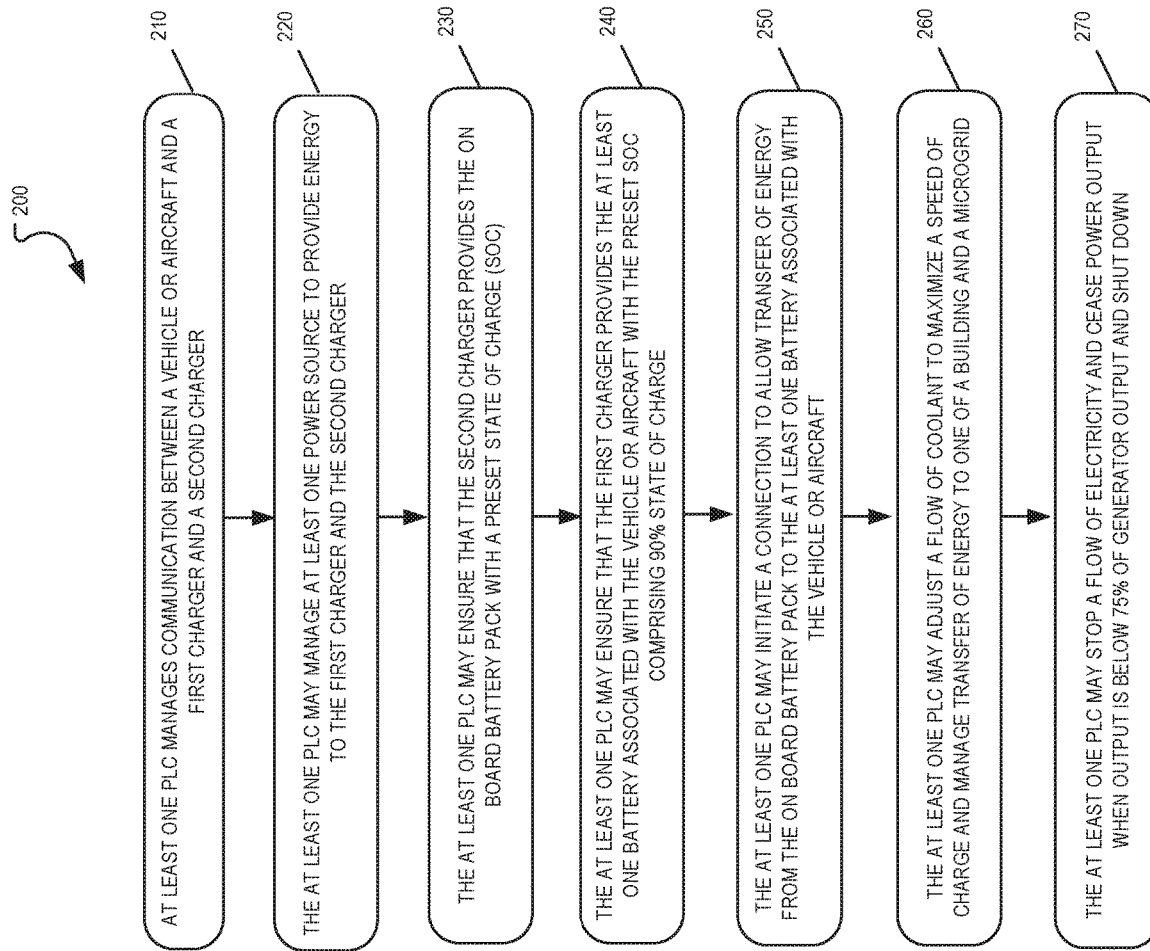 200
AT LEAST ONE PLC MANAGES COMMUNICATION BETWEEN A VEHICLE OR AIRCRAFT AND A
FIRST CHARGER AND A SECOND CHARGER
210
THE AT LEAST ONE PLC MAY MANAGE AT LEAST ONE POWER SOURCE TO PROVIDE ENERGY
TO THE FIRST CHARGER AND THE SECOND CHARGER
220
THE AT LEAST ONE PLC MAY ENSURE THAT THE SECOND CHARGER PROVIDES THE ON
BOARD BATTERY PACK WITH A PRESET STATE OF CHARGE (SOC)
230
THE AT LEAST ONE PLC MAY ENSURE THAT THE FIRST CHARGER PROVIDES THE AT LEAST
ONE BATTERY ASSOCIATED WITH THE VEHICLE OR AIRCRAFT WITH THE PRESET SOC
COMPRISING 90% STATE OF CHARGE
240
THE AT LEAST ONE PLC MAY INITIATE A CONNECTION TO ALLOW TRANSFER OF ENERGY
FROM THE ON BOARD BATTERY PACK TO THE AT LEAST ONE BATTERY ASSOCIATED WITH
THE VEHICLE OR AIRCRAFT
250
THE AT LEAST ONE PLC MAY ADJUST A FLOW OF COOLANT TO MAXIMIZE A SPEED OF
CHARGE AND MANAGE TRANSFER OF ENERGY TO ONE OF A BUILDING AND A MICROGRID
260
THE AT LEAST ONE PLC MAY STOP A FLOW OF ELECTRICITY AND CEASE POWER OUTPUT
WHEN OUTPUT IS BELOW 75% OF GENERATOR OUTPUT AND SHUT DOWN
270